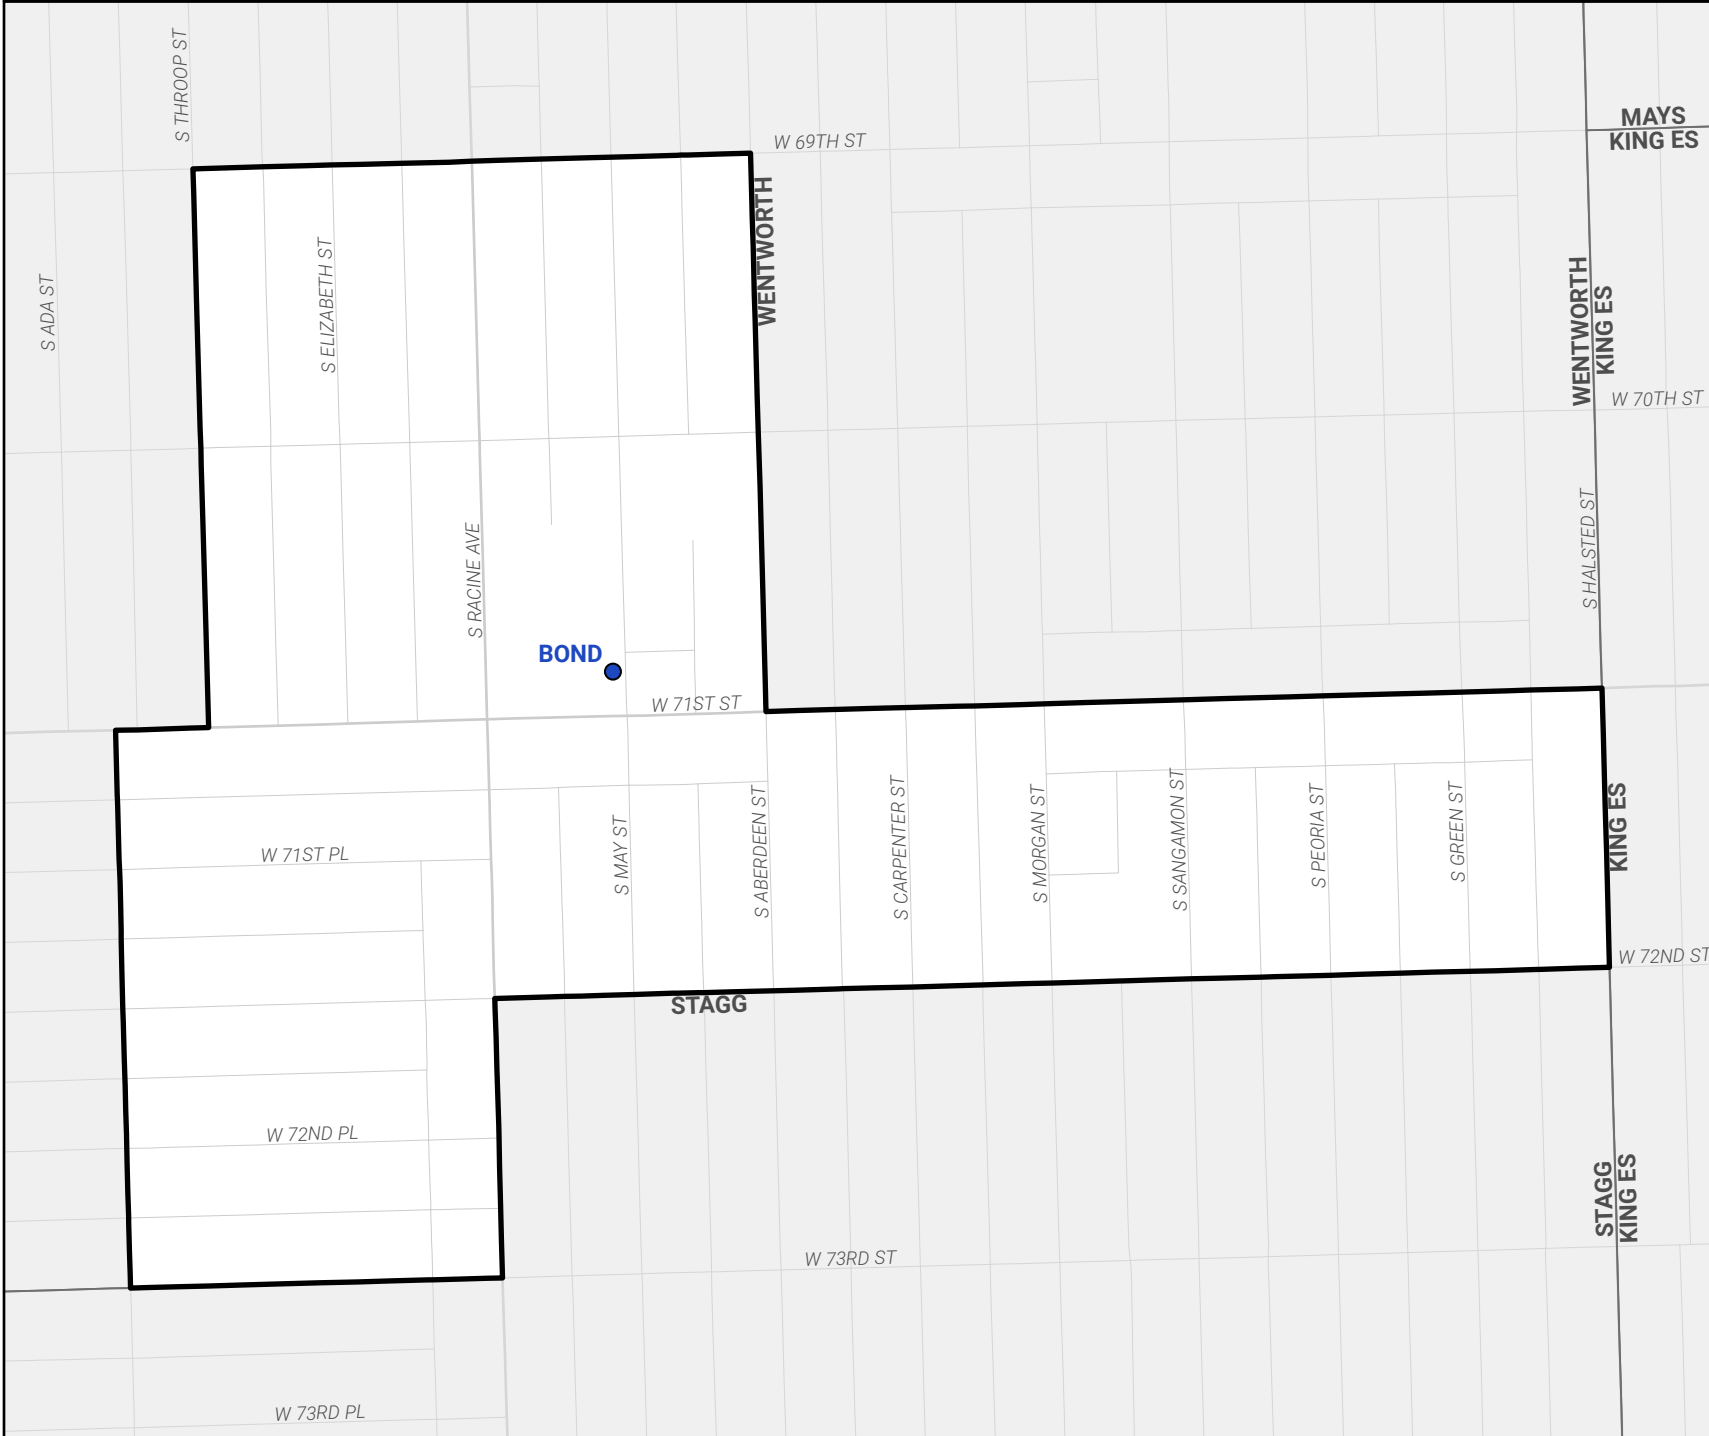 S THROOP ST
W 69TH ST
MAYS
KING ES
WENTWORTH
S ELIZABETH ST
S ADA ST
WENTWORTH
KING ES
W 70TH ST
S RACINE AVE
S HALSTED ST
BOND
W 71ST ST
W 71ST PL
S MAY ST
S ABERDEEN ST
S CARPENTER ST
S MORGAN ST
S SANGAMON ST
S PEORIA ST
S GREEN ST
KING ES
W 72ND ST
STAGG
W 72ND PL
STAGG
KING ES
W 73RD ST
W 73RD PL